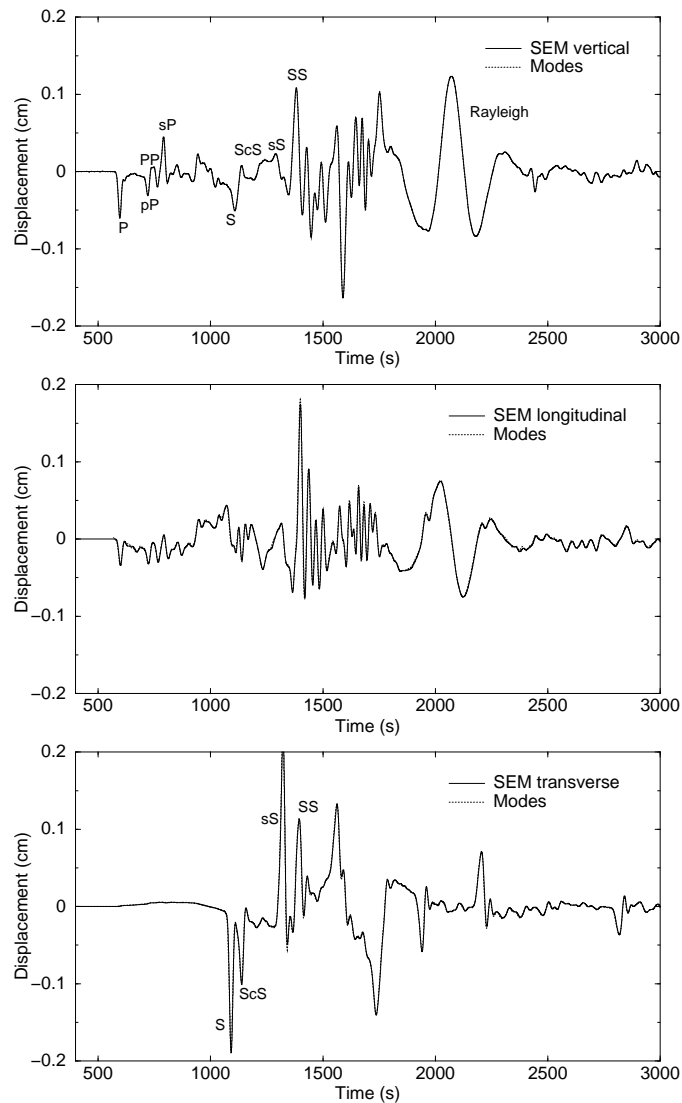 0.2
0.1
0
−0.1
−0.2
Displacement (cm)
SEM vertical
Modes
SS
sP
Rayleigh
ScS
sS
PP
pP
P
S
500
1000
1500
2000
2500
3000
Time (s)
0.2
0.1
0
−0.1
−0.2
Displacement (cm)
SEM longitudinal
Modes
500
1000
1500
2000
2500
3000
Time (s)
0.2
0.1
0
−0.1
−0.2
Displacement (cm)
SEM transverse
Modes
sS
SS
ScS
S
500
1000
1500
2000
2500
3000
Time (s)